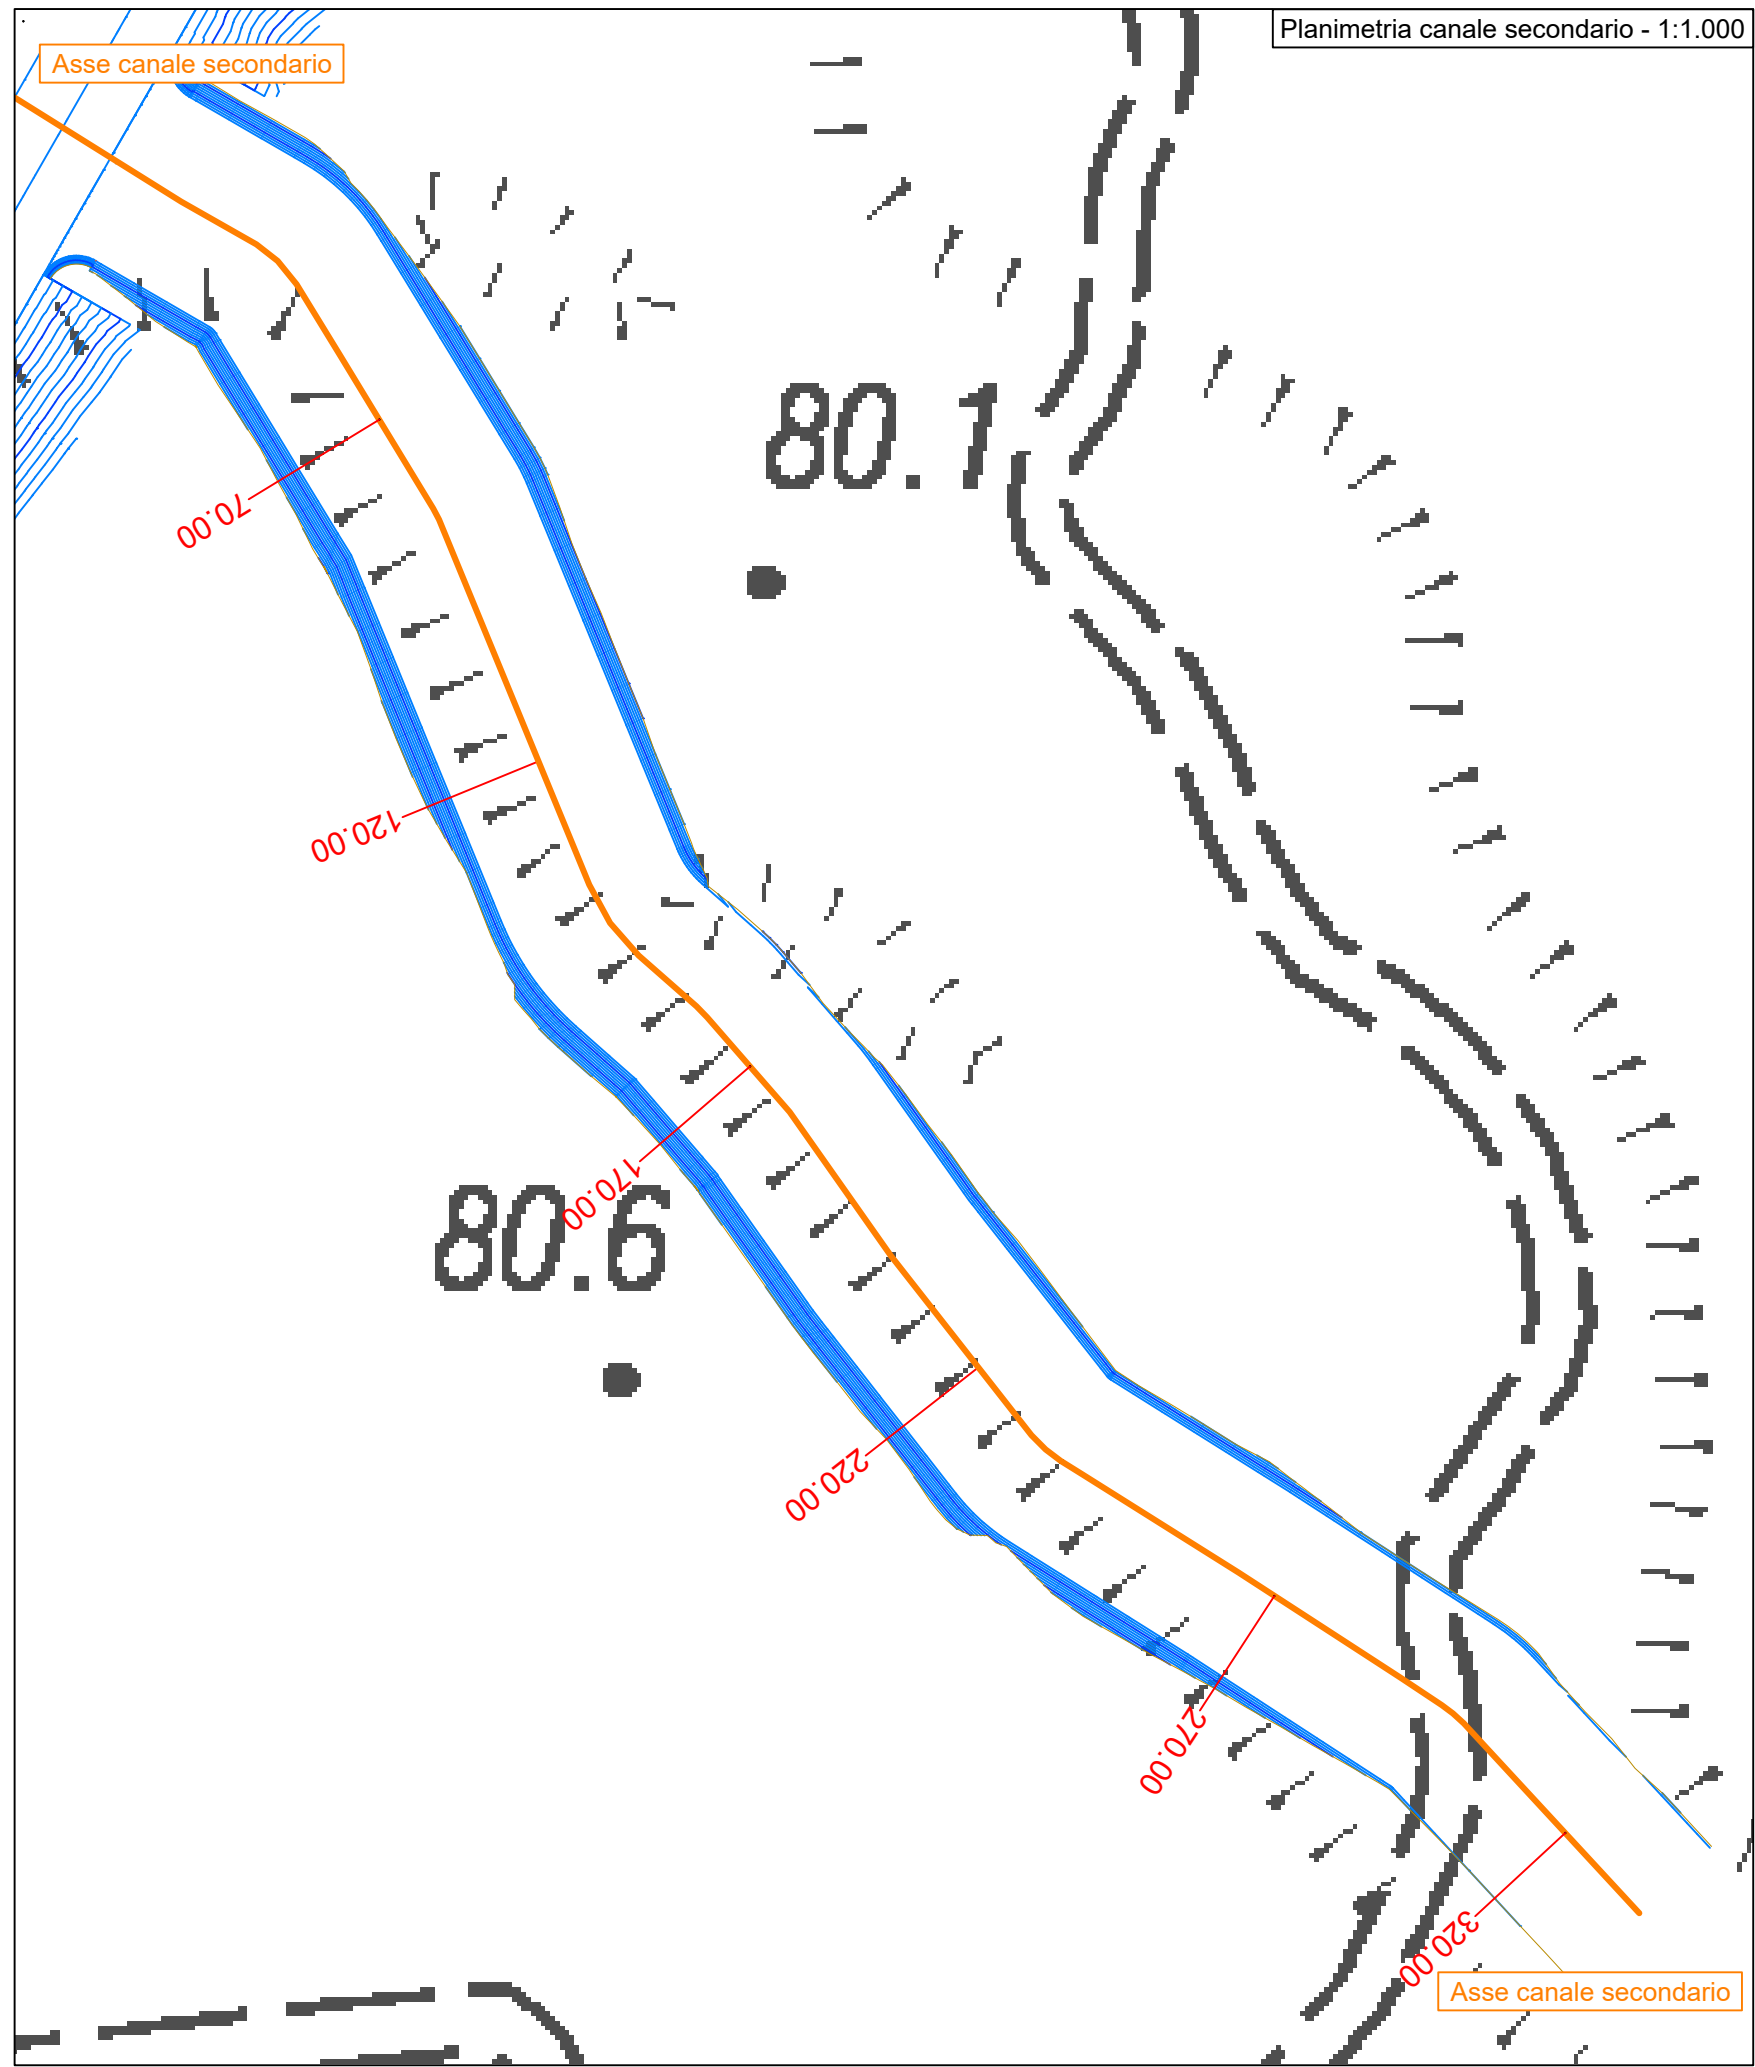 Planimetria canale secondario - 1:1.000
Asse canale secondario
80.1
70.00
120.00
170.00
80.6
220.00
270.00
320.00
Asse canale secondario